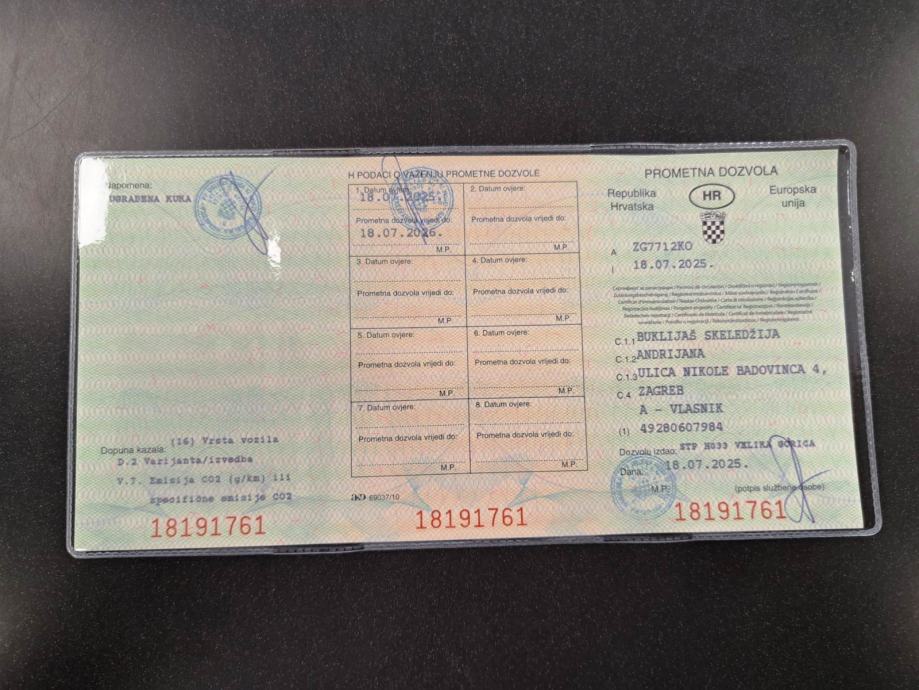 Napomena:
UGRAĐENA KUKA
Dopuna kazala: (16) Vrsta vozila
D.2 Varijanta/izvedba
V.7. Emisija CO2 (g/km) ili
specifične emisije CO2
18191761
H PODACI O VAŽENJU PROMETNE DOZVOLE
1. Datum ovjere:
18.07.2025.
Prometna dozvola vrijedi do:
18.07.2026.
M.P.
2. Datum ovjere:
Prometna dozvola vrijedi do:
M.P.
3. Datum ovjere:
Prometna dozvola vrijedi do:
M.P.
4. Datum ovjere:
Prometna dozvola vrijedi do:
M.P.
5. Datum ovjere:
Prometna dozvola vrijedi do:
M.P.
6. Datum ovjere:
Prometna dozvola vrijedi do:
M.P.
7. Datum ovjere:
Prometna dozvola vrijedi do:
M.P.
8. Datum ovjere:
Prometna dozvola vrijedi do:
M.P.
69037/10
18191761
PROMETNA DOZVOLA
Republika
Hrvatska
HR
Europska
unija
A ZG7712KO
I 18.07.2025.
C.1.1 BUKLIJAŠ SKELEDŽIJA
C.1.2 ANDRIJANA
C.1.3 ULICA NIKOLE BADOVINCA 4,
C.4 ZAGREB
A - VLASNIK
(1) 49280607984
Dozvolu izdao: STP H033 VELIKA GORICA
Dana: 18.07.2025.
M.P. (potpis službene osobe)
18191761